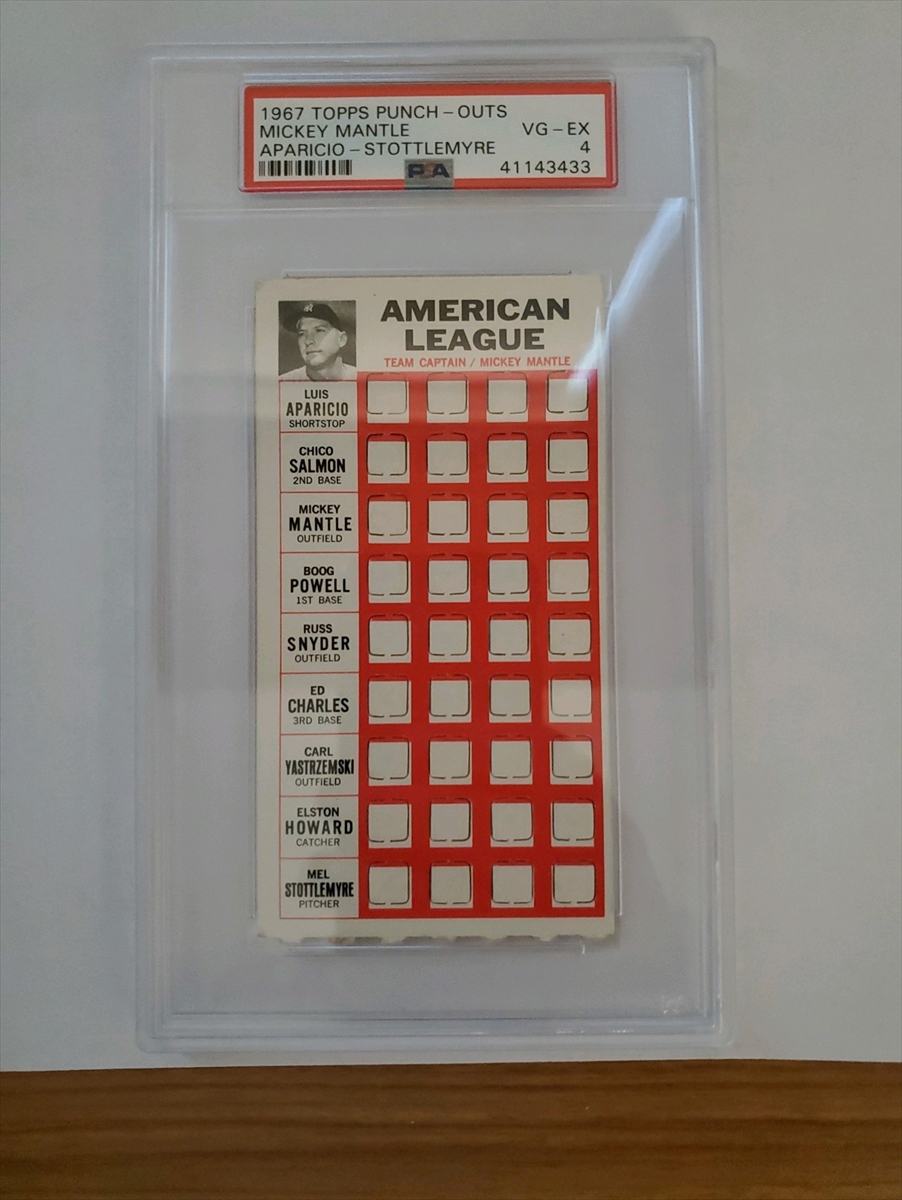 1967 TOPPS PUNCH-OUTS
MICKEY MANTLE VG-EX
APARICIO-STOTTLEMYRE 4
PSA 41143433
AMERICAN
LEAGUE
TEAM CAPTAIN / MICKEY MANTLE
LUIS
APARICIO
SHORTSTOP
CHICO
SALMON
2ND BASE
MICKEY
MANTLE
OUTFIELD
BOOG
POWELL
1ST BASE
RUSS
SNYDER
OUTFIELD
ED
CHARLES
3RD BASE
CARL
YASTRZEMSKI
OUTFIELD
ELSTON
HOWARD
CATCHER
MEL
STOTTLEMYRE
PITCHER